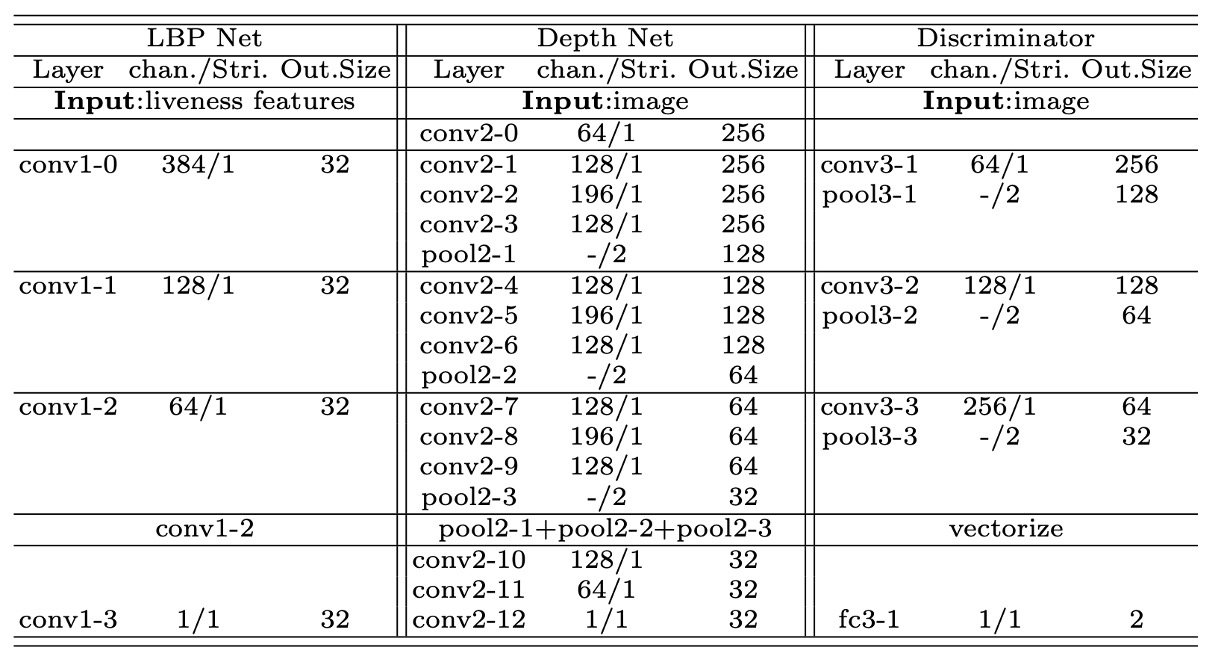 LBP Net Depth Net Discriminator
Layer chan./Stri. Out.Size Layer chan./Stri. Out.Size Layer chan./Stri. Out.Size
Input:liveness features Input:image Input:image
conv2-0 64/1 256
conv1-0 384/1 32 conv2-1 128/1 256 conv3-1 64/1 256
conv2-2 196/1 256 pool3-1 -/2 128
conv2-3 128/1 256
pool2-1 -/2 128
conv1-1 128/1 32 conv2-4 128/1 128 conv3-2 128/1 128
conv2-5 196/1 128 pool3-2 -/2 64
conv2-6 128/1 128
pool2-2 -/2 64
conv1-2 64/1 32 conv2-7 128/1 64 conv3-3 256/1 64
conv2-8 196/1 64 pool3-3 -/2 32
conv2-9 128/1 64
pool2-3 -/2 32
conv1-2 pool2-1+pool2-2+pool2-3 vectorize
conv2-10 128/1 32
conv2-11 64/1 32
conv1-3 1/1 32 conv2-12 1/1 32 fc3-1 1/1 2